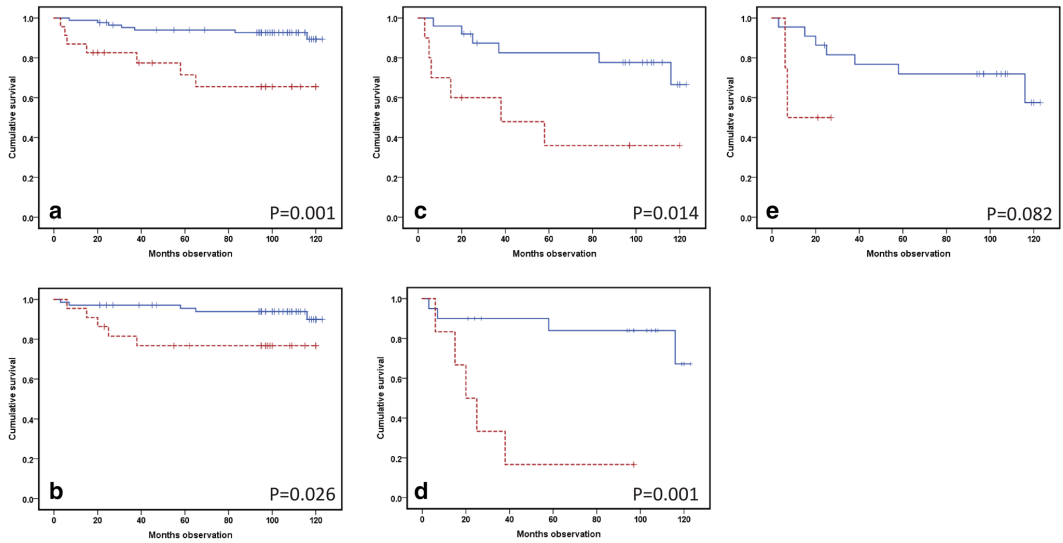 1.0
0.8
0.6
0.4
0.2
0.0
Cumulative survival
a
P=0.001
0 20 40 60 80 100 120
Months observation
1.0
0.8
0.6
0.4
0.2
0.0
Cumulative survival
c
P=0.014
0 20 40 60 80 100 120
Months observation
1.0
0.8
0.6
0.4
0.2
0.0
Cumulatve survival
e
P=0.082
0 20 40 60 80 100 120
Months observation
1.0
0.8
0.6
0.4
0.2
0.0
Cumulative survival
b
P=0.026
0 20 40 60 80 100 120
Months observation
1.0
0.8
0.6
0.4
0.2
0.0
Cumulative survival
d
P=0.001
0 20 40 60 80 100 120
Months observation